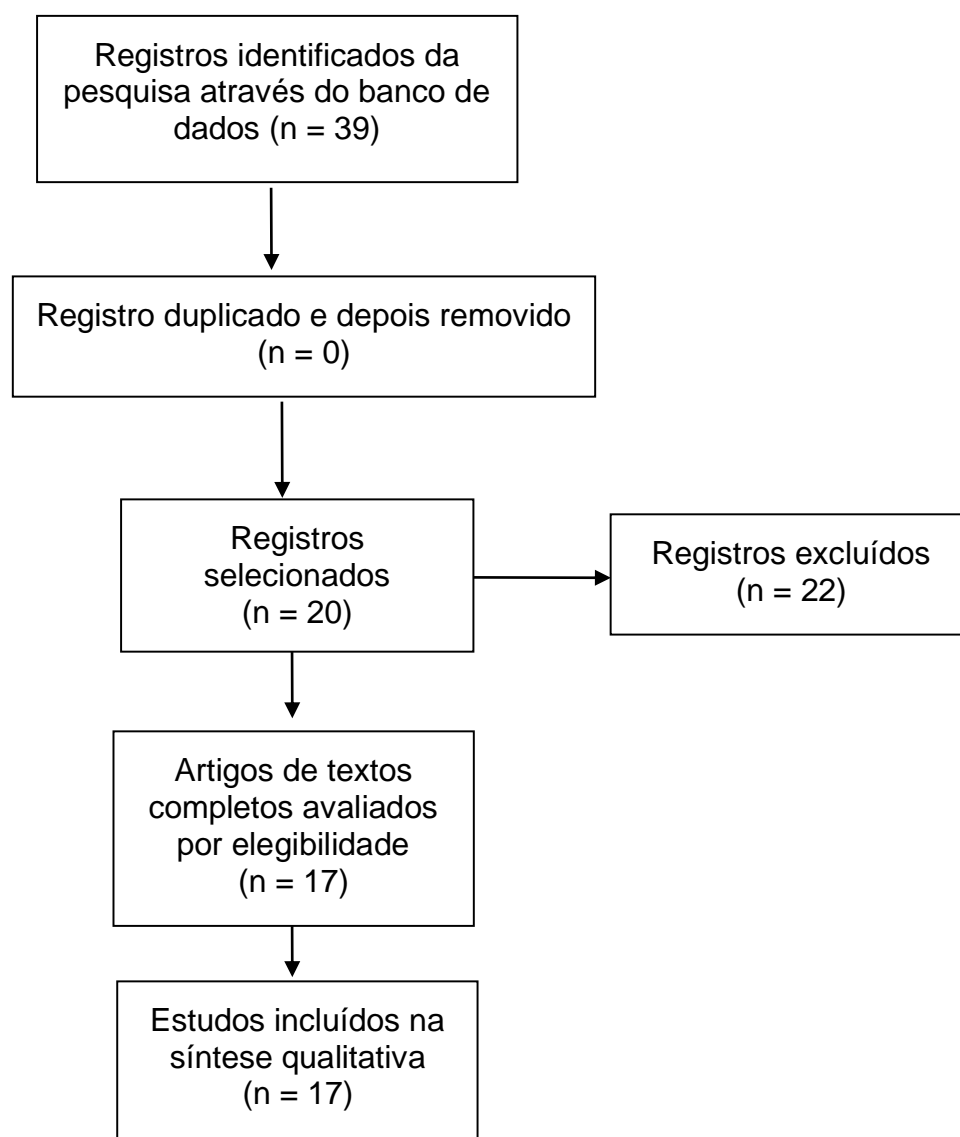 Registros identificados da
pesquisa através do banco de
dados (n = 39)
Registro duplicado e depois removido
(n = 0)
Registros
selecionados
(n = 20)
Registros excluídos
(n = 22)
Artigos de textos
completos avaliados
por elegibilidade
(n = 17)
Estudos incluídos na
síntese qualitativa
(n = 17)